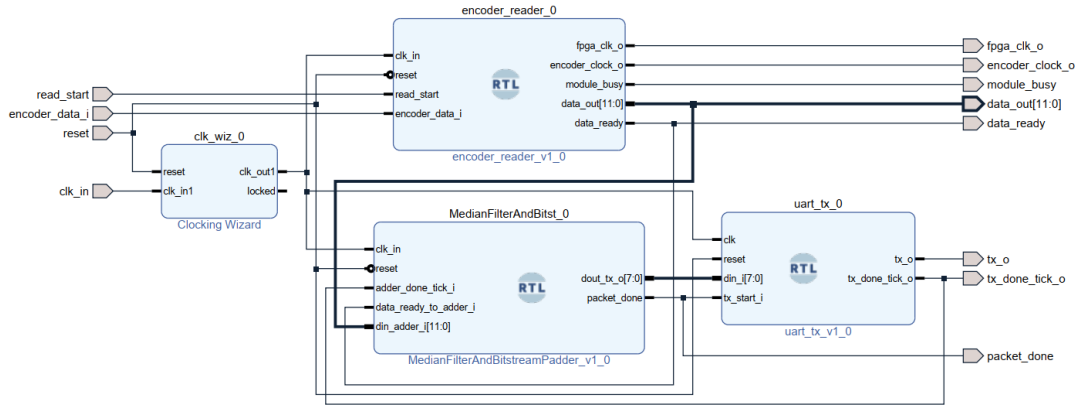 encoder_reader_0
clk_in
reset
read_start
encoder_data_i
RTL
fpga_clk_o
encoder_clock_o
module_busy
data_out[11:0]
data_ready
encoder_reader_v1_0
read_start
encoder_data_i
reset
clk_in
clk_wiz_0
reset
clk_in1
clk_out1
locked
Clocking Wizard
fpga_clk_o
encoder_clock_o
module_busy
data_out[11:0]
data_ready
MedianFilterAndBitst_0
clk_in
reset
adder_done_tick_i
data_ready_to_adder_i
din_adder_i[11:0]
RTL
dout_tx_o[7:0]
packet_done
MedianFilterAndBitstreamPadder_v1_0
uart_tx_0
clk
reset
din_i[7:0]
tx_start_i
RTL
tx_o
tx_done_tick_o
uart_tx_v1_0
tx_o
tx_done_tick_o
packet_done